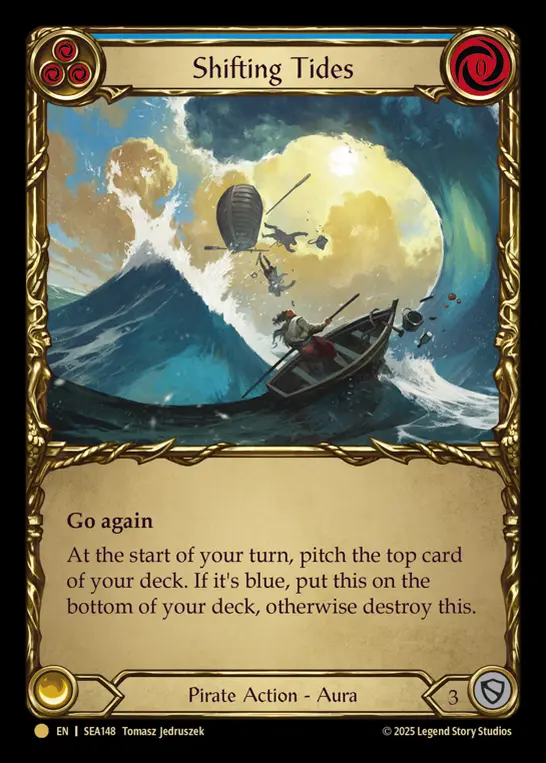 Shifting Tides
0
Go again
At the start of your turn, pitch the top card
of your deck. If it's blue, put this on the
bottom of your deck, otherwise destroy this.
Pirate Action - Aura
3
EN | SEA148 Tomasz Jedruszek
© 2025 Legend Story Studios